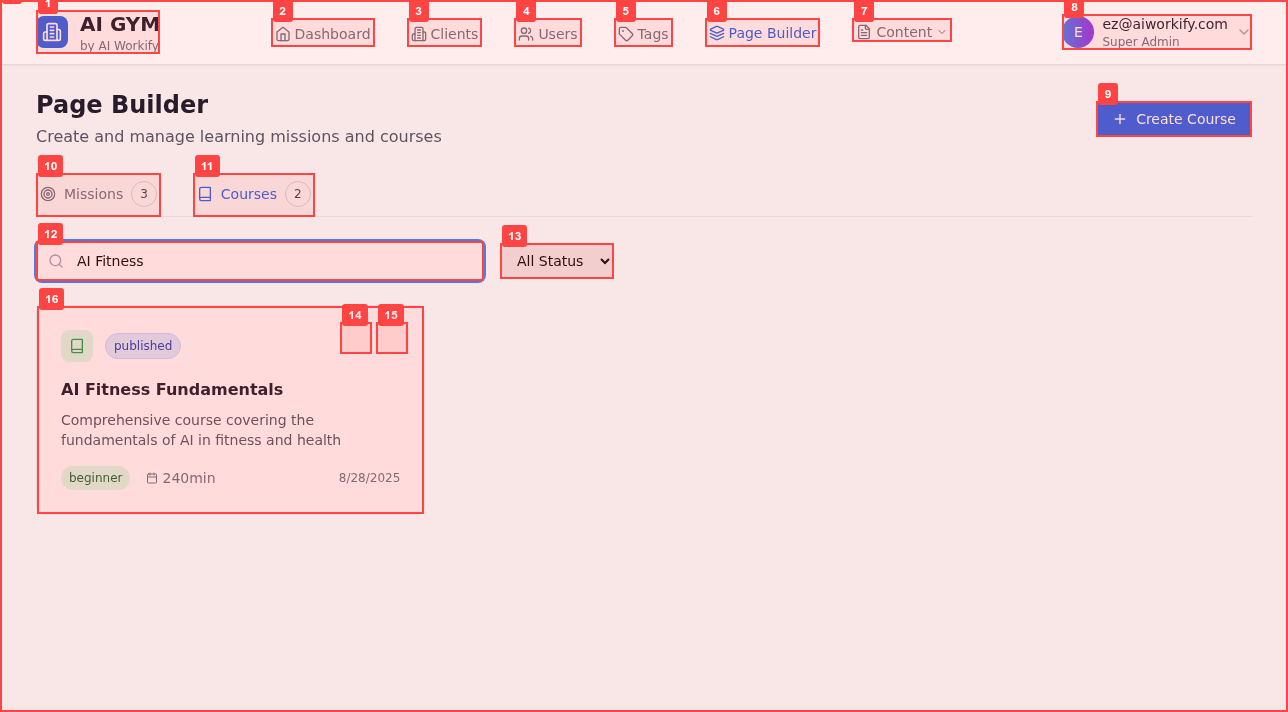 1
2
3
4
5
6
7
8
AI GYM
by AI Workify
Dashboard
Clients
Users
Tags
Page Builder
Content
E
ez@aiworkify.com
Super Admin
Page Builder
Create and manage learning missions and courses
9
Create Course
10
11
Missions 3
Courses 2
12
13
AI Fitness
All Status
16
14
15
published
AI Fitness Fundamentals
Comprehensive course covering the
fundamentals of AI in fitness and health
beginner
240min
8/28/2025